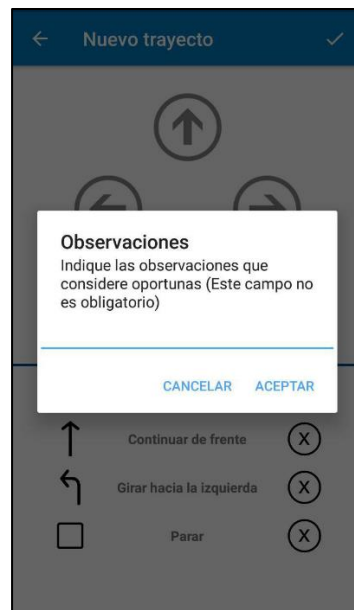 Nuevo trayecto
Observaciones
Indique las observaciones que
considere oportunas (Este campo no
es obligatorio)
CANCELAR ACEPTAR
Continuar de frente X
Girar hacia la izquierda X
Parar X